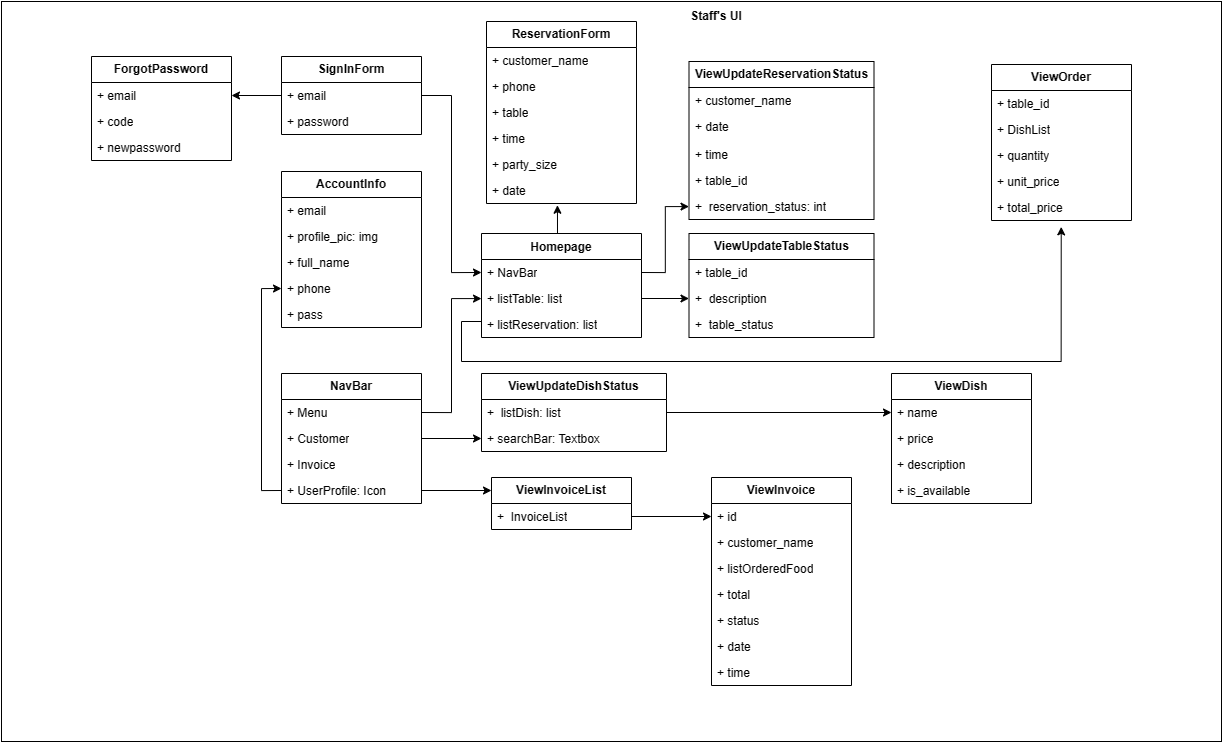 Staff's UI
ForgotPassword
+ email
+ code
+ newpassword
SignInForm
+ email
+ password
ReservationForm
+ customer_name
+ phone
+ table
+ time
+ party_size
+ date
ViewUpdateReservationStatus
+ customer_name
+ date
+ time
+ table_id
+ reservation_status: int
ViewOrder
+ table_id
+ DishList
+ quantity
+ unit_price
+ total_price
AccountInfo
+ email
+ profile_pic: img
+ full_name
+ phone
+ pass
Homepage
+ NavBar
+ listTable: list
+ listReservation: list
ViewUpdateTableStatus
+ table_id
+ description
+ table_status
NavBar
+ Menu
+ Customer
+ Invoice
+ UserProfile: Icon
ViewUpdateDishStatus
+ listDish: list
+ searchBar: Textbox
ViewDish
+ name
+ price
+ description
+ is_available
ViewInvoiceList
+ InvoiceList
ViewInvoice
+ id
+ customer_name
+ listOrderedFood
+ total
+ status
+ date
+ time